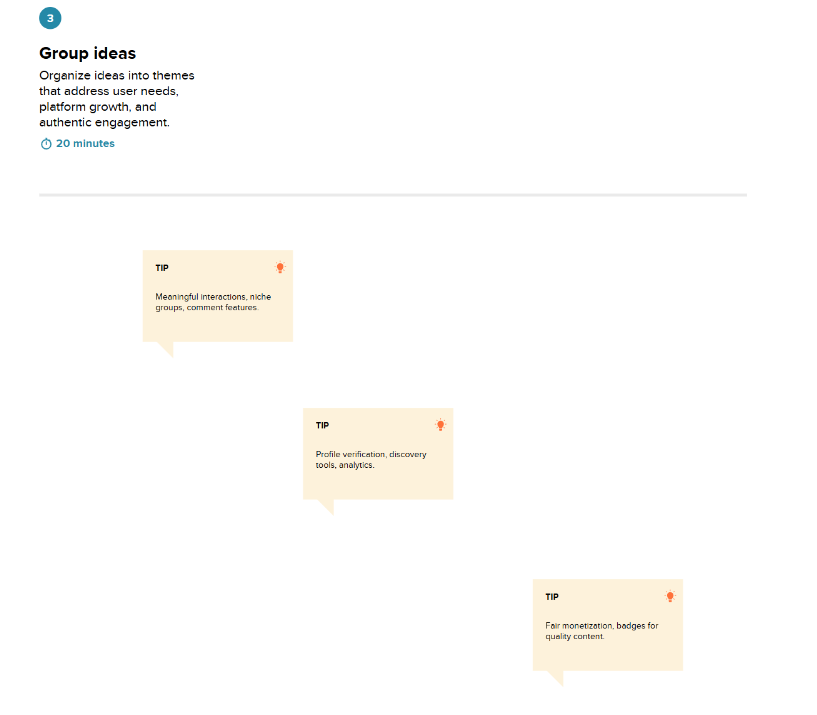 3
Group ideas
Organize ideas into themes
that address user needs,
platform growth, and
authentic engagement.
20 minutes
TIP
Meaningful interactions, niche
groups, comment features.
TIP
Profile verification, discovery
tools, analytics.
TIP
Fair monetization, badges for
quality content.